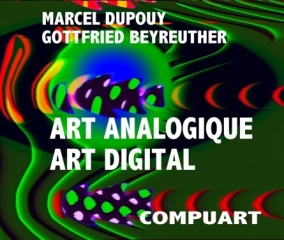 MARCEL DUPOUY
GOTTFRIED BEYREUTHER
ART ANALOGIQUE
ART DIGITAL
COMPUART